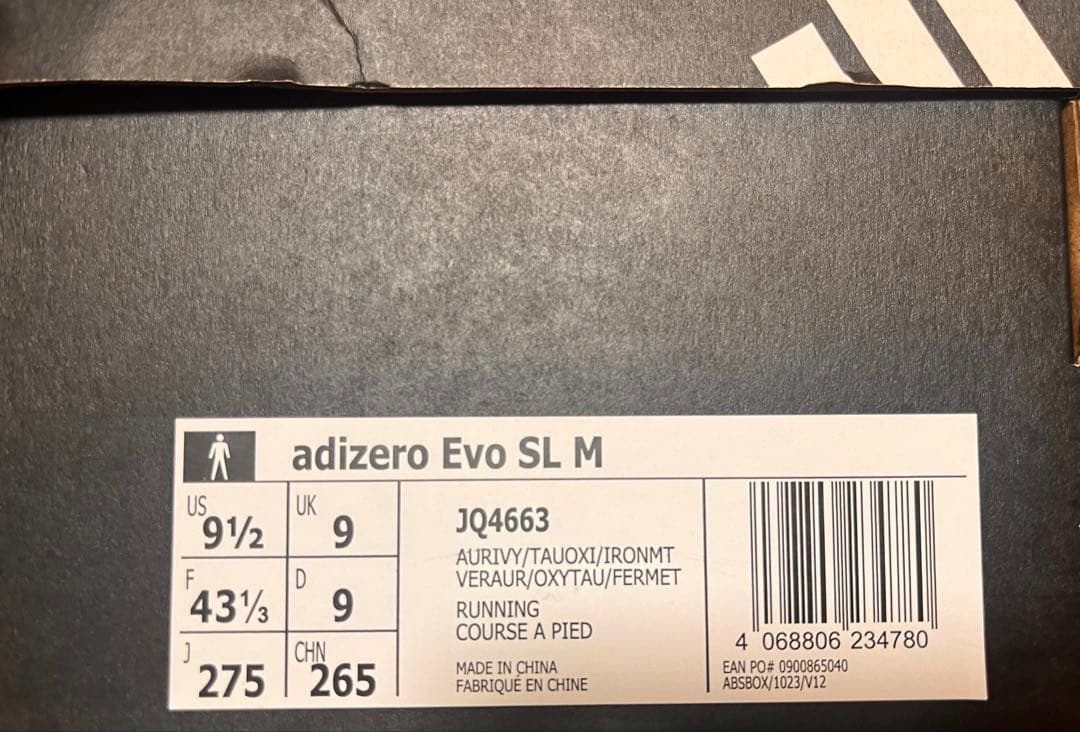 adizero Evo SL M
US 9½
UK 9
F 43⅓
D 9
J 275
CHN 265
JQ4663
AURIVY/TAUOXI/IRONMT
VERAUR/OXYTAU/FERMET
RUNNING
COURSE A PIED
MADE IN CHINA
FABRIQUÉ EN CHINE
4 068806 234780
EAN PO# 0900865040
ABSBOX/1023/V12